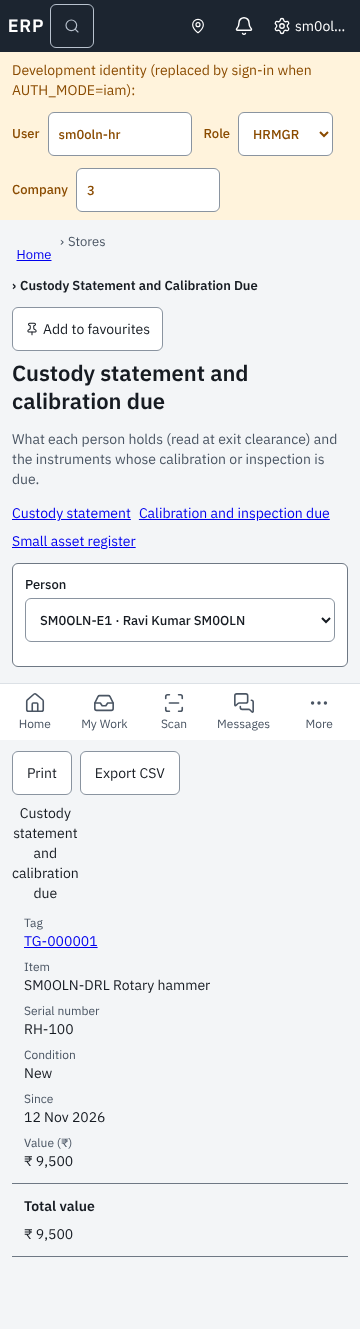 ERP
sm0ol...
Development identity (replaced by sign-in when
AUTH_MODE=iam):
User sm0oln-hr Role HRMGR
Company 3
Home › Stores
› Custody Statement and Calibration Due
Add to favourites
Custody statement and
calibration due
What each person holds (read at exit clearance) and
the instruments whose calibration or inspection is
due.
Custody statement Calibration and inspection due
Small asset register
Person
SM0OLN-E1 · Ravi Kumar SM0OLN
Home My Work Scan Messages More
Print Export CSV
Custody
statement
and
calibration
due
Tag
TG-000001
Item
SM0OLN-DRL Rotary hammer
Serial number
RH-100
Condition
New
Since
12 Nov 2026
Value (₹)
₹ 9,500
Total value
₹ 9,500